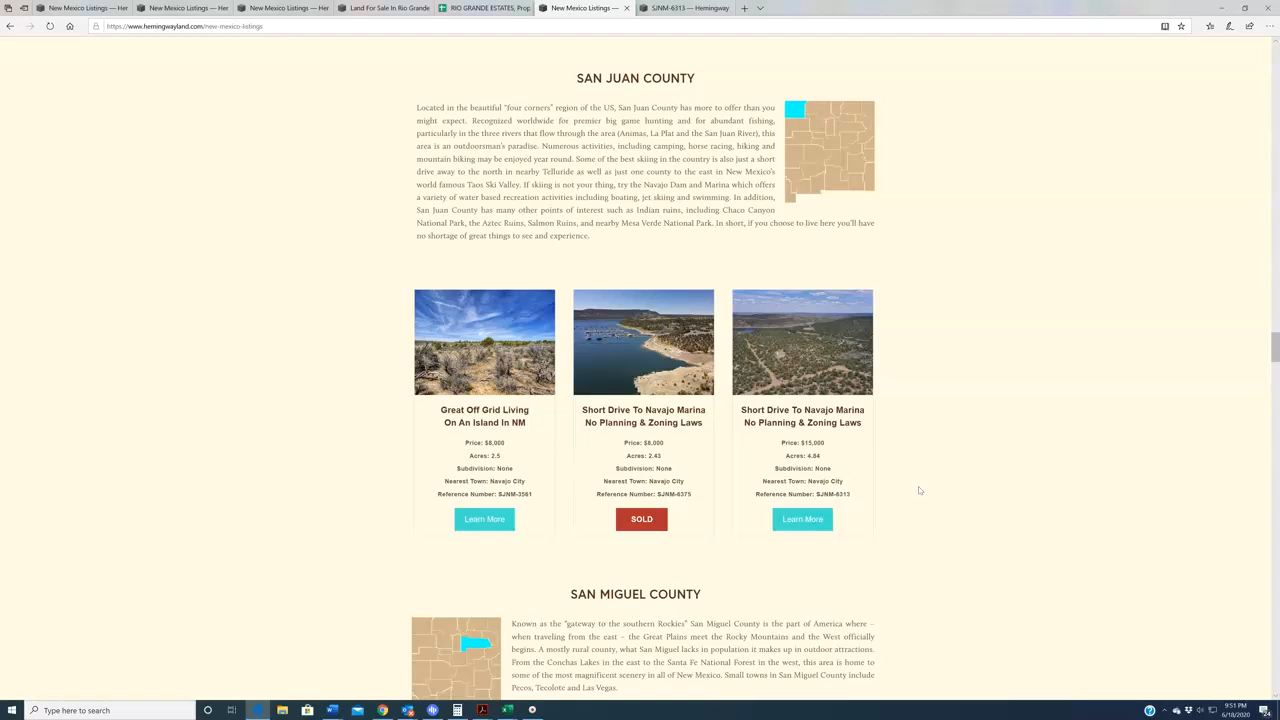 New Mexico Listings — Her
New Mexico Listings — Her
New Mexico Listings — Her
Land For Sale In Rio Grande
RIO GRANDE ESTATES, Prop
New Mexico Listings —
SJNM-6313 — Hemingway
https://www.hemingwayland.com/new-mexico-listings
SAN JUAN COUNTY
Located in the beautiful "four corners" region of the US, San Juan County has more to offer than you
might expect. Recognized worldwide for premier big game hunting and for abundant fishing,
particularly in the three rivers that flow through the area (Animas, La Plat and the San Juan River), this
area is an outdoorsman's paradise. Numerous activities, including camping, horse racing, hiking and
mountain biking may be enjoyed year round. Some of the best skiing in the country is also just a short
drive away to the north in nearby Telluride as well as just one county to the east in New Mexico's
world famous Taos Ski Valley. If skiing is not your thing, try the Navajo Dam and Marina which offers
a variety of water based recreation activities including boating, jet skiing and swimming. In addition,
San Juan County has many other points of interest such as Indian ruins, including Chaco Canyon
National Park, the Aztec Ruins, Salmon Ruins, and nearby Mesa Verde National Park. In short, if you choose to live here you'll have
no shortage of great things to see and experience.
Great Off Grid Living
On An Island In NM
Price: $8,000
Acres: 2.5
Subdivision: None
Nearest Town: Navajo City
Reference Number: SJNM-3561
Learn More
Short Drive To Navajo Marina
No Planning & Zoning Laws
Price: $8,000
Acres: 2.43
Subdivision: None
Nearest Town: Navajo City
Reference Number: SJNM-6375
SOLD
Short Drive To Navajo Marina
No Planning & Zoning Laws
Price: $15,000
Acres: 4.84
Subdivision: None
Nearest Town: Navajo City
Reference Number: SJNM-6313
Learn More
SAN MIGUEL COUNTY
Known as the "gateway to the southern Rockies" San Miguel County is the part of America where –
when traveling from the east – the Great Plains meet the Rocky Mountains and the West officially
begins. A mostly rural county, what San Miguel lacks in population it makes up in outdoor attractions.
From the Conchas Lakes in the east to the Santa Fe National Forest in the west, this area is home to
some of the most magnificent scenery in all of New Mexico. Small towns in San Miguel County include
Pecos, Tecolote and Las Vegas.
Type here to search
9:51 PM
6/18/2020
24